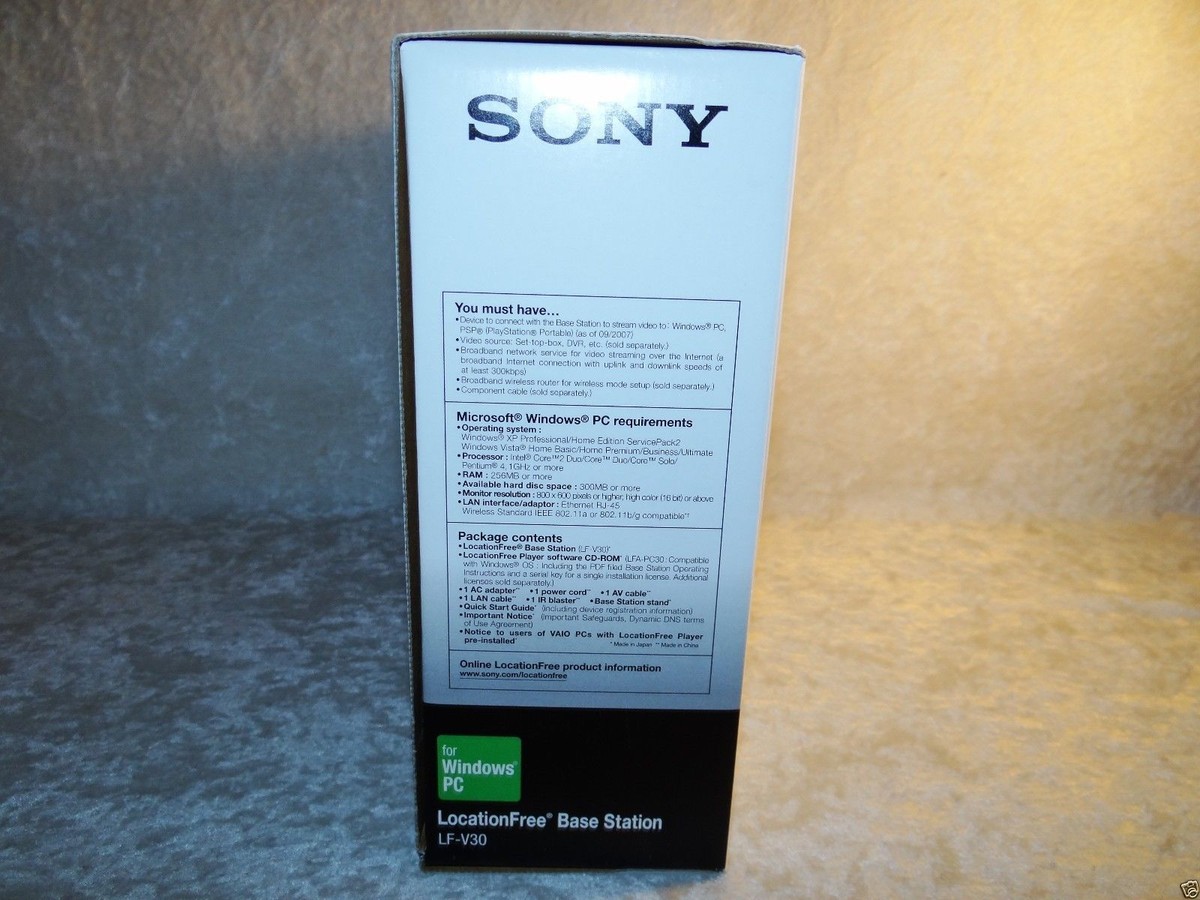 SONY
You must have...
•Device to connect with the Base Station to stream video to: Windows® PC,
PSP® (PlayStation® Portable) (as of 09/2007)
•Video source: Set-top-box, DVR, etc. (sold separately.)
•Broadband network service for video streaming over the Internet (a
broadband Internet connection with uplink and downlink speeds of
at least 300kbps)
•Broadband wireless router for wireless mode setup (sold separately.)
•Component cable (sold separately.)
Microsoft® Windows® PC requirements
•Operating system :
Windows® XP Professional/Home Edition ServicePack2
Windows Vista® Home Basic/Home Premium/Business/Ultimate
•Processor : Intel® Core™2 Duo/Core™ Duo/Core™ Solo/
Pentium® 4, 1GHz or more
•RAM : 256MB or more
•Available hard disc space : 300MB or more
•Monitor resolution : 800 x 600 pixels or higher, high color (16 bit) or above
•LAN interface/adaptor : Ethernet RJ-45
Wireless Standard IEEE 802.11a or 802.11b/g compatible*¹
Package contents
•LocationFree® Base Station (LF-V30)*
•LocationFree Player software CD-ROM* (LFA-PC30 : Compatible
with Windows® OS : Including the PDF filed Base Station Operating
Instructions and a serial key for a single installation license. Additional
licenses sold separately.)
•1 AC adapter** •1 power cord** •1 AV cable**
•1 LAN cable** •1 IR blaster** •Base Station stand*
•Quick Start Guide* (including device registration information)
•Important Notice* (Important Safeguards, Dynamic DNS terms
of Use Agreement)
•Notice to users of VAIO PCs with LocationFree Player
pre-installed* * Made in Japan ** Made in China
Online LocationFree product information
www.sony.com/locationfree
for
Windows®
PC
LocationFree® Base Station
LF-V30